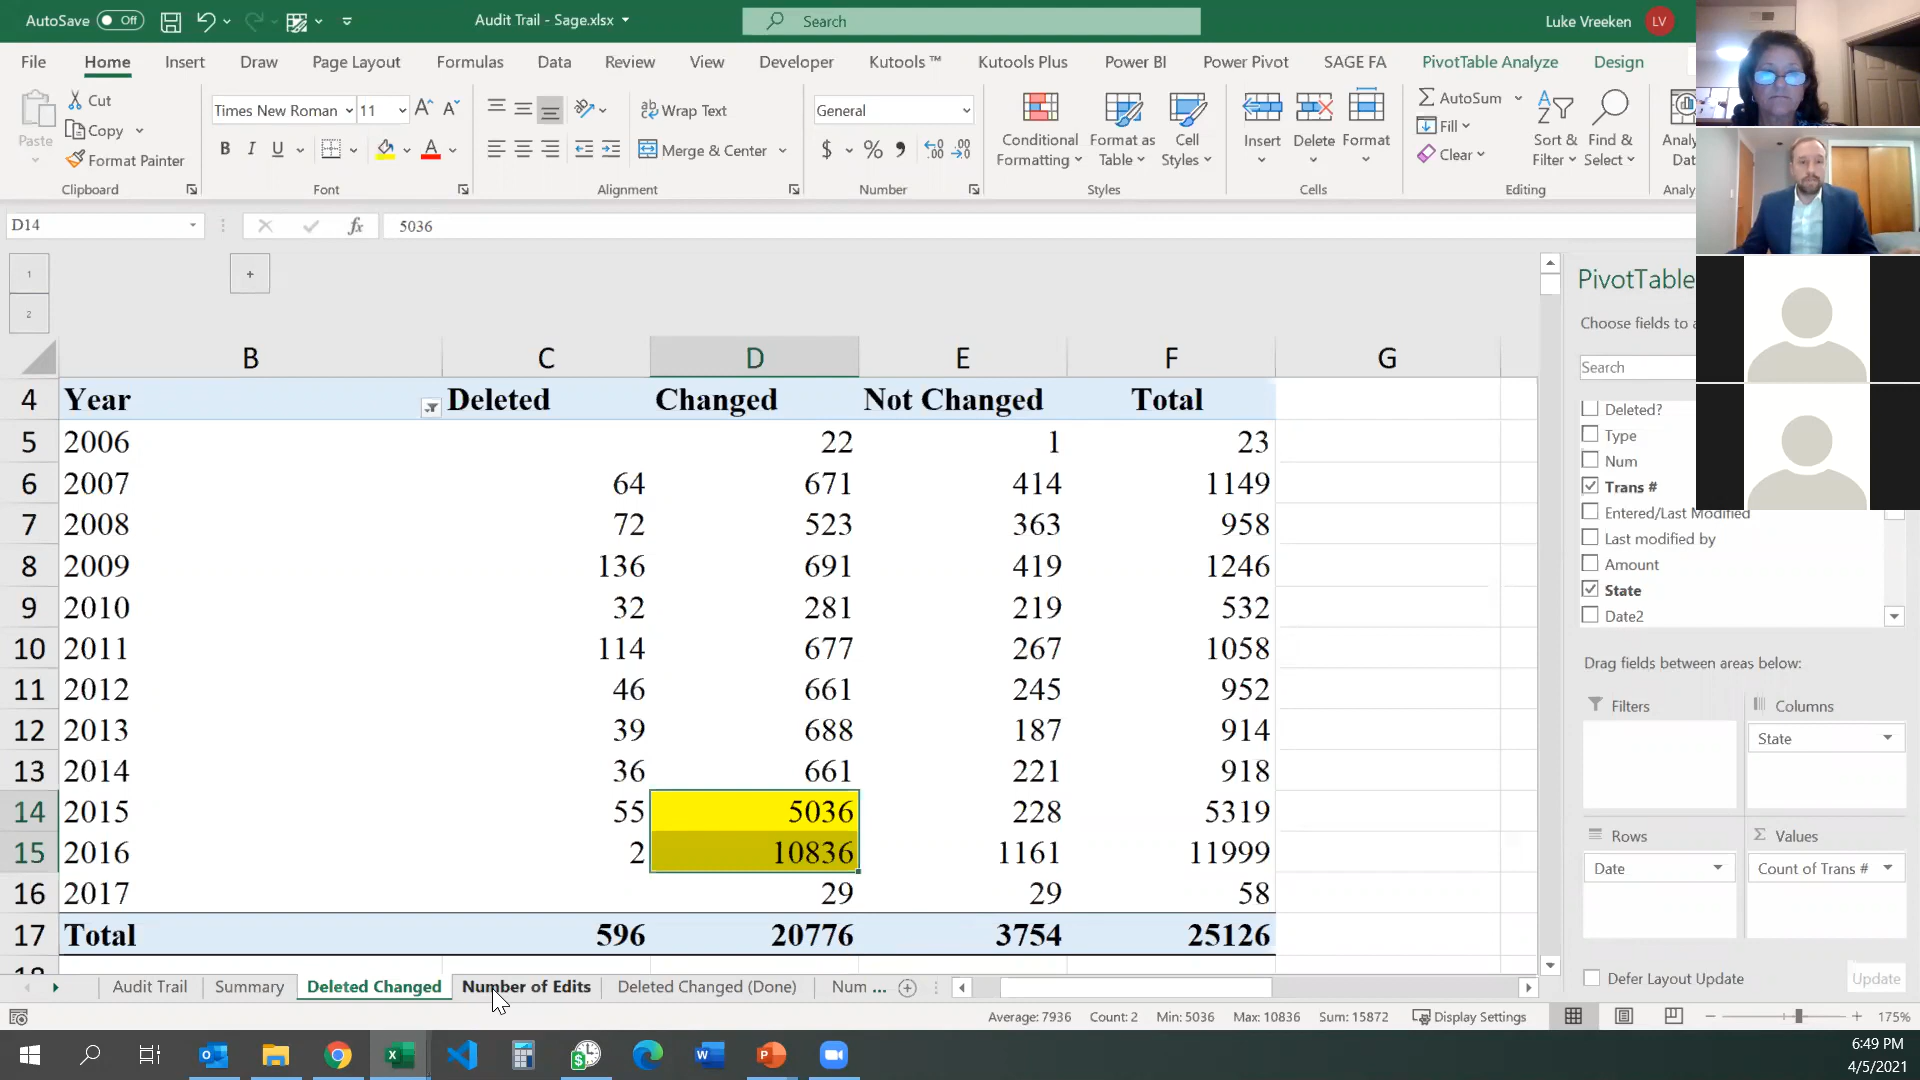 AutoSave Off Audit Trail - Sage.xlsx Search Luke Vreeken LV
File Home Insert Draw Page Layout Formulas Data Review View Developer Kutools ™ Kutools Plus Power BI Power Pivot SAGE FA PivotTable Analyze Design
Paste Cut Copy Format Painter Clipboard
Times New Roman 11 B I U A Font
ab Wrap Text Merge & Center Alignment
General $ % Number
Conditional Formatting Format as Table Cell Styles Styles
Insert Delete Format Cells
AutoSum Fill Clear Sort & Filter Find & Select Editing
D14 fx 5036
1 +
2
B C D E F G
4 Year Deleted Changed Not Changed Total
5 2006 22 1 23
6 2007 64 671 414 1149
7 2008 72 523 363 958
8 2009 136 691 419 1246
9 2010 32 281 219 532
10 2011 114 677 267 1058
11 2012 46 661 245 952
12 2013 39 688 187 914
13 2014 36 661 221 918
14 2015 55 5036 228 5319
15 2016 2 10836 1161 11999
16 2017 29 29 58
17 Total 596 20776 3754 25126
PivotTable
Choose fields to
Search
Deleted?
Type
Num
Trans #
Entered/Last Modified
Last modified by
Amount
State
Date2
Drag fields between areas below:
Filters Columns
State
Rows Values
Date Count of Trans #
Defer Layout Update Update
Audit Trail Summary Deleted Changed Number of Edits Deleted Changed (Done) Num ...
Average: 7936 Count: 2 Min: 5036 Max: 10836 Sum: 15872 Display Settings 175%
6:49 PM
4/5/2021